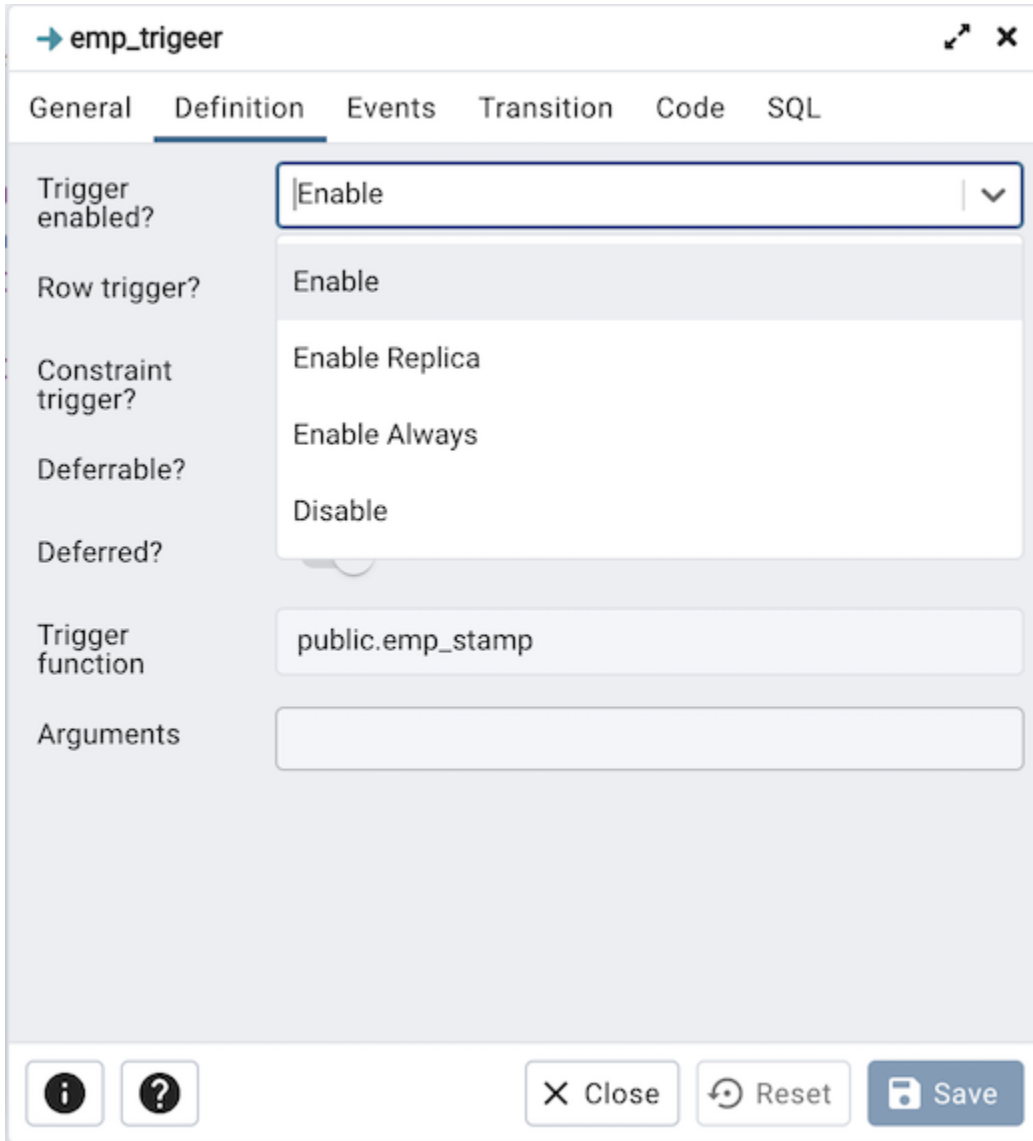 emp_trigeer
General Definition Events Transition Code SQL
Trigger
enabled?
Enable
Row trigger?
Enable
Enable Replica
Constraint
trigger?
Enable Always
Deferrable?
Disable
Deferred?
Trigger
function
public.emp_stamp
Arguments
Close Reset Save